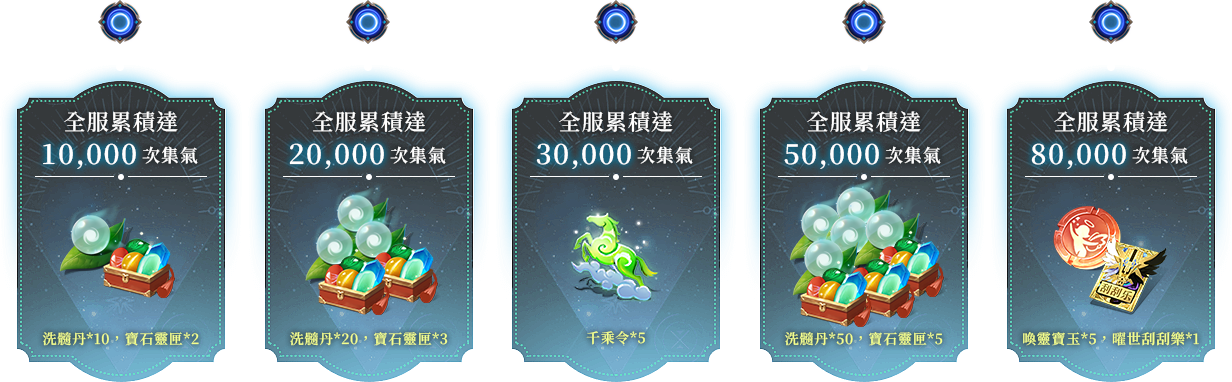 全服累積達
10,000 次集氣
洗髓丹*10，寶石靈匣*2
全服累積達
20,000 次集氣
洗髓丹*20，寶石靈匣*3
全服累積達
30,000 次集氣
千乘令*5
全服累積達
50,000 次集氣
洗髓丹*50，寶石靈匣*5
全服累積達
80,000 次集氣
刮刮乐
喚靈寶玉*5，曜世刮刮樂*1